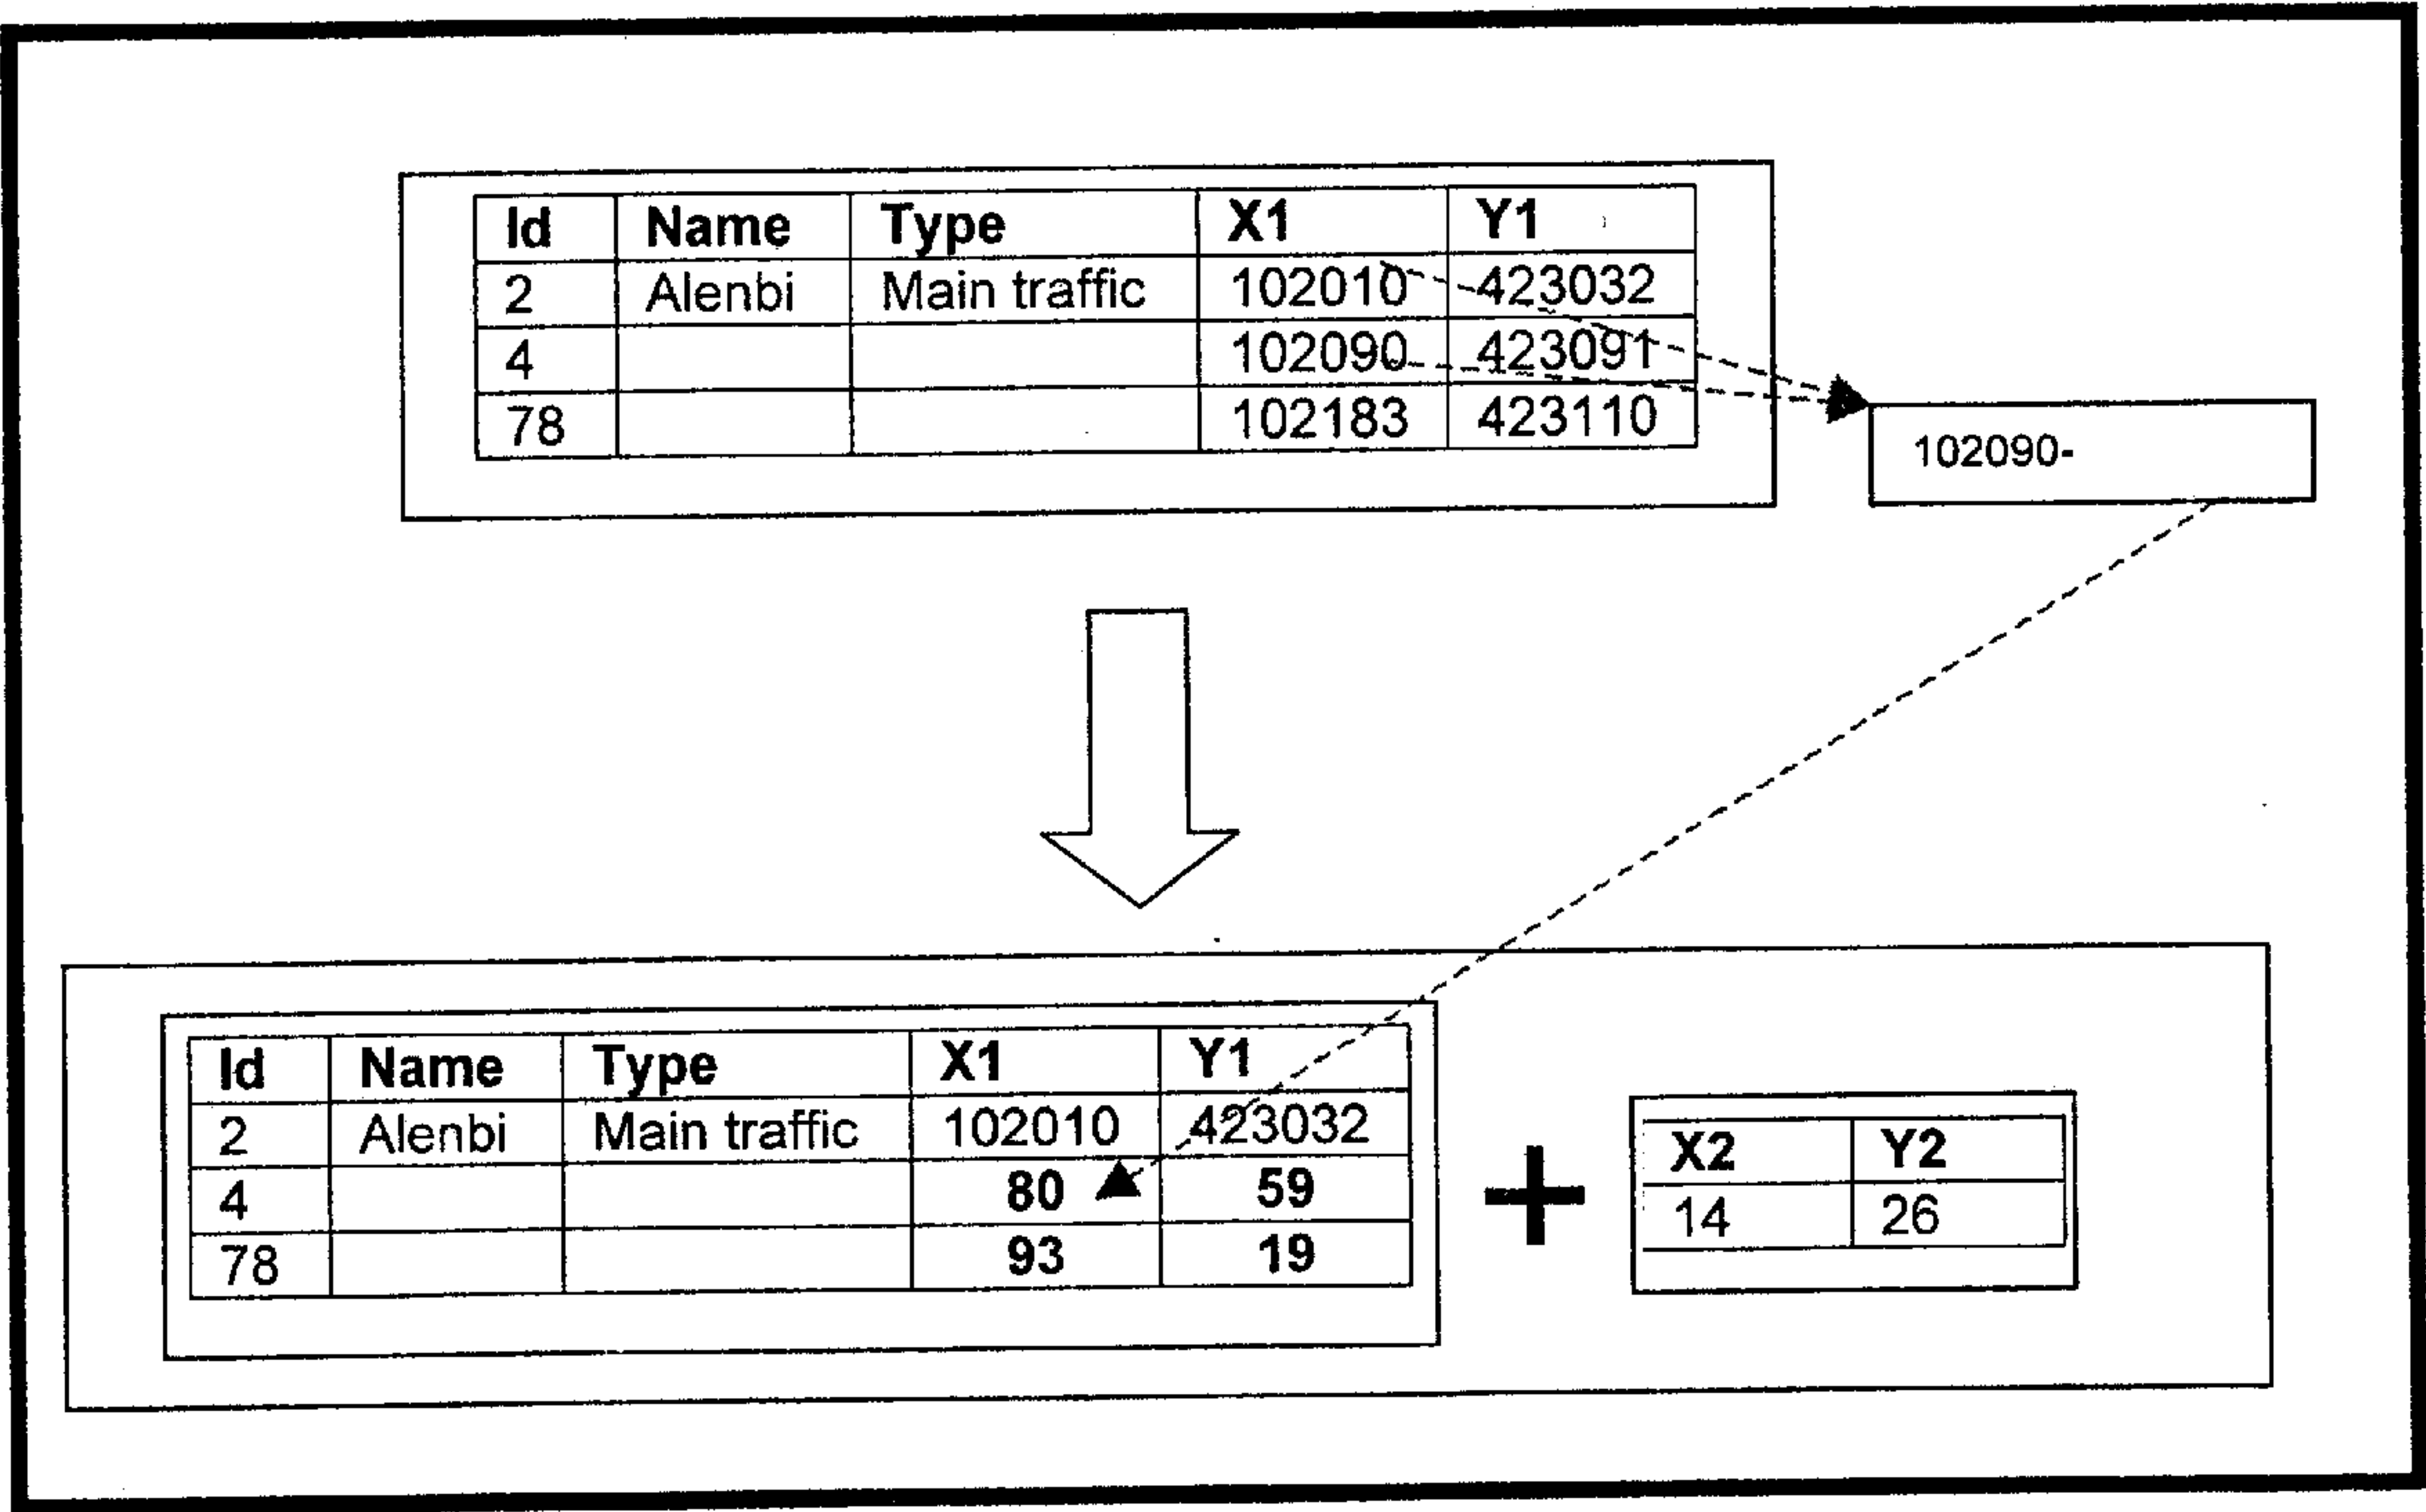 Id Name Type X1 Y1
2 Alenbi Main traffic 102010 423032
4 102090 423091
78 102183 423110
102090-
Id Name Type X1 Y1
2 Alenbi Main traffic 102010 423032
4 80 59
78 93 19
+
X2 Y2
14 26